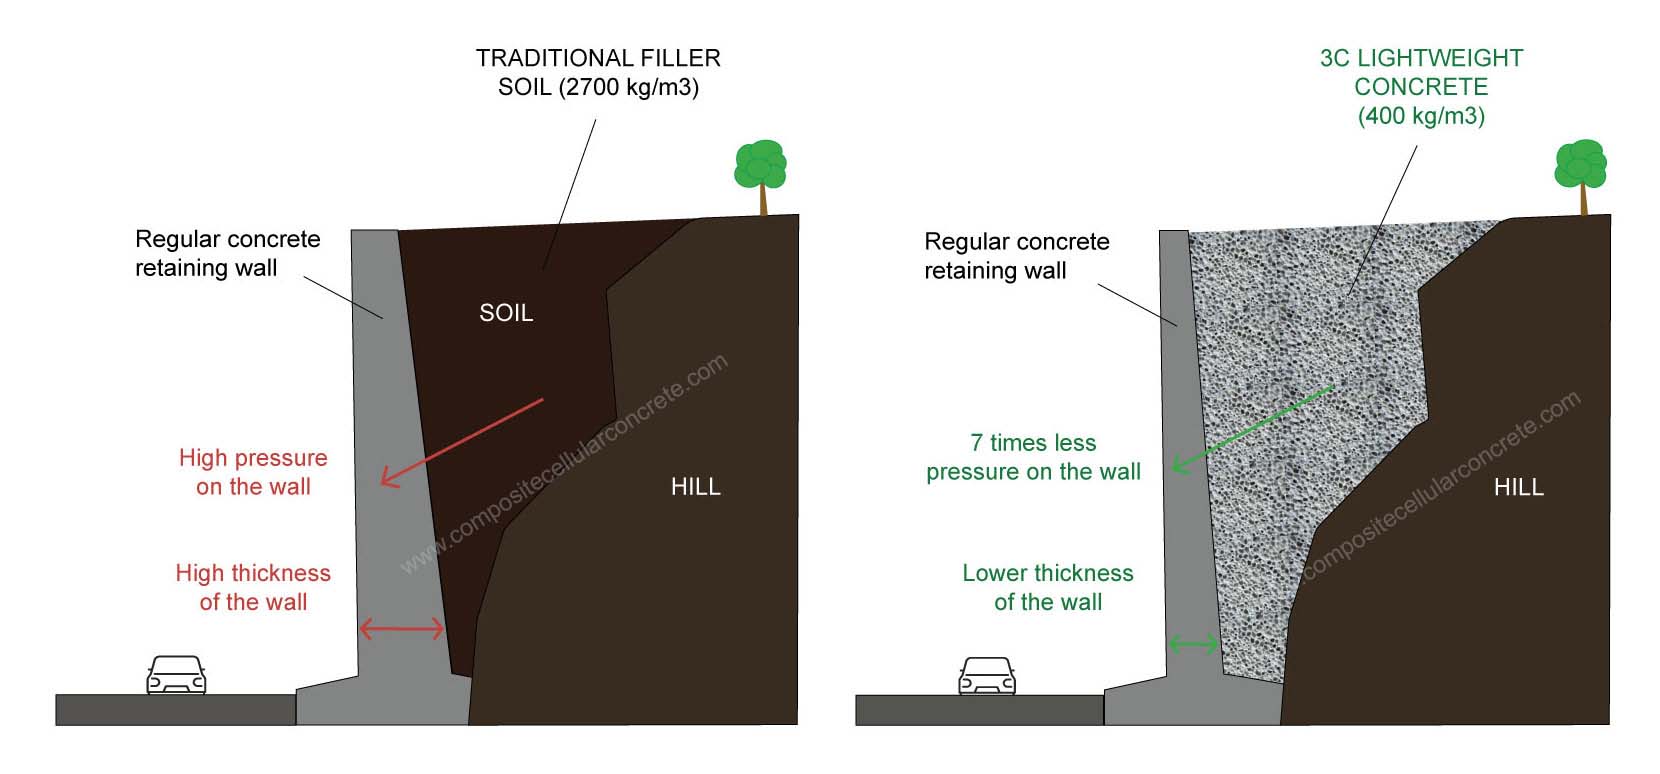 TRADITIONAL FILLER
SOIL (2700 kg/m3)
Regular concrete
retaining wall
SOIL
High pressure
on the wall
HILL
High thickness
of the wall
www.compositecellularconcrete.com
3C LIGHTWEIGHT
CONCRETE
(400 kg/m3)
Regular concrete
retaining wall
7 times less
pressure on the wall
HILL
Lower thickness
of the wall
.compositecellularconcrete.com